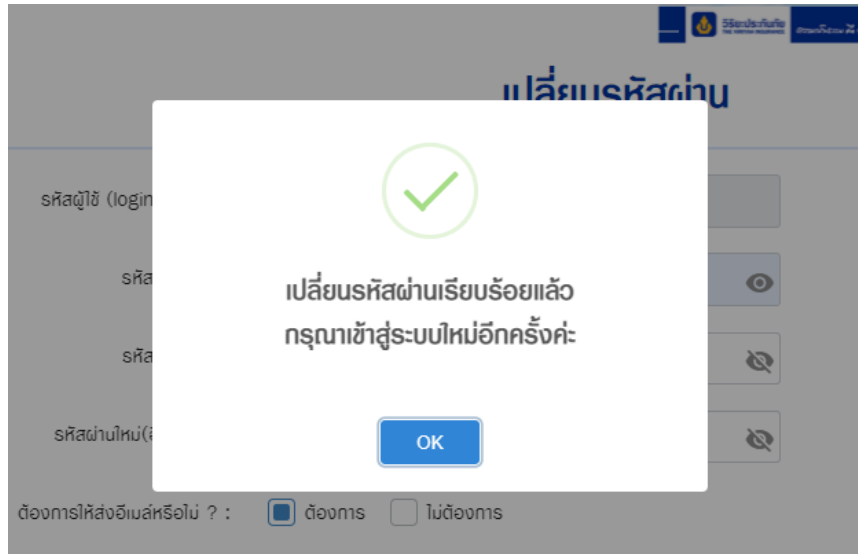 วิริยะประกันภัย
THE VIRIYAH INSURANCE
เปลี่ยนรหัสผ่าน
รหัสผู้ใช้ (login
รหัส
รหัส
รหัสผ่านใหม่(
ต้องการให้ส่งอีเมล์หรือไม่ ? : ต้องการ ไม่ต้องการ
เปลี่ยนรหัสผ่านเรียบร้อยแล้ว
กรุณาเข้าสู่ระบบใหม่อีกครั้งค่ะ
OK